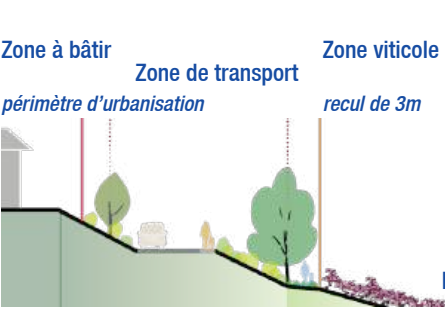 Zone à bâtir
Zone de transport
Zone viticole
périmètre d'urbanisation
recul de 3m